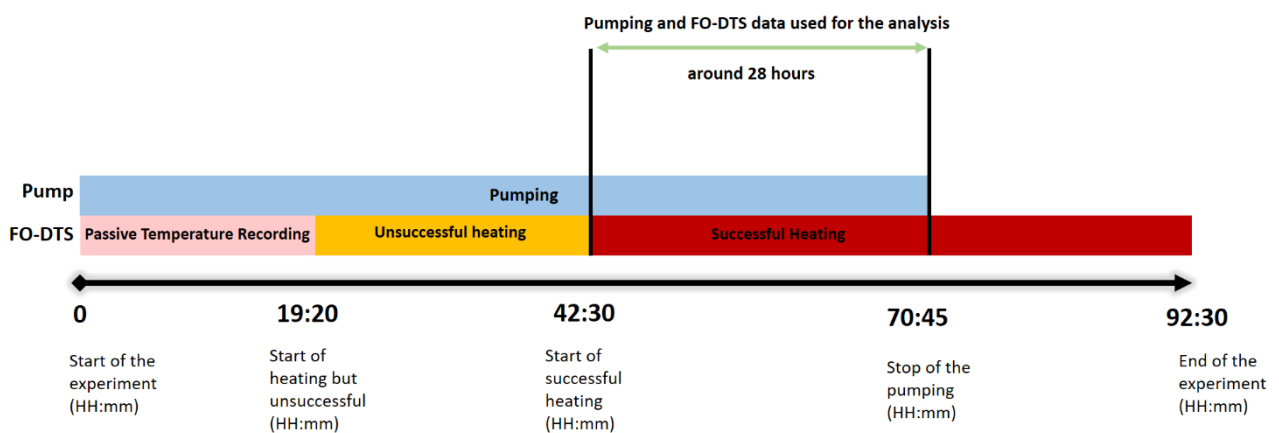 Pumping and FO-DTS data used for the analysis
around 28 hours
Pump
Pumping
FO-DTS
Passive Temperature Recording
Unsuccessful heating
Successful Heating
0
19:20
42:30
70:45
92:30
Start of the
experiment
(HH:mm)
Start of
heating but
unsuccessful
(HH:mm)
Start of
successful
heating
(HH:mm)
Stop of the
pumping
(HH:mm)
End of the
experiment
(HH:mm)